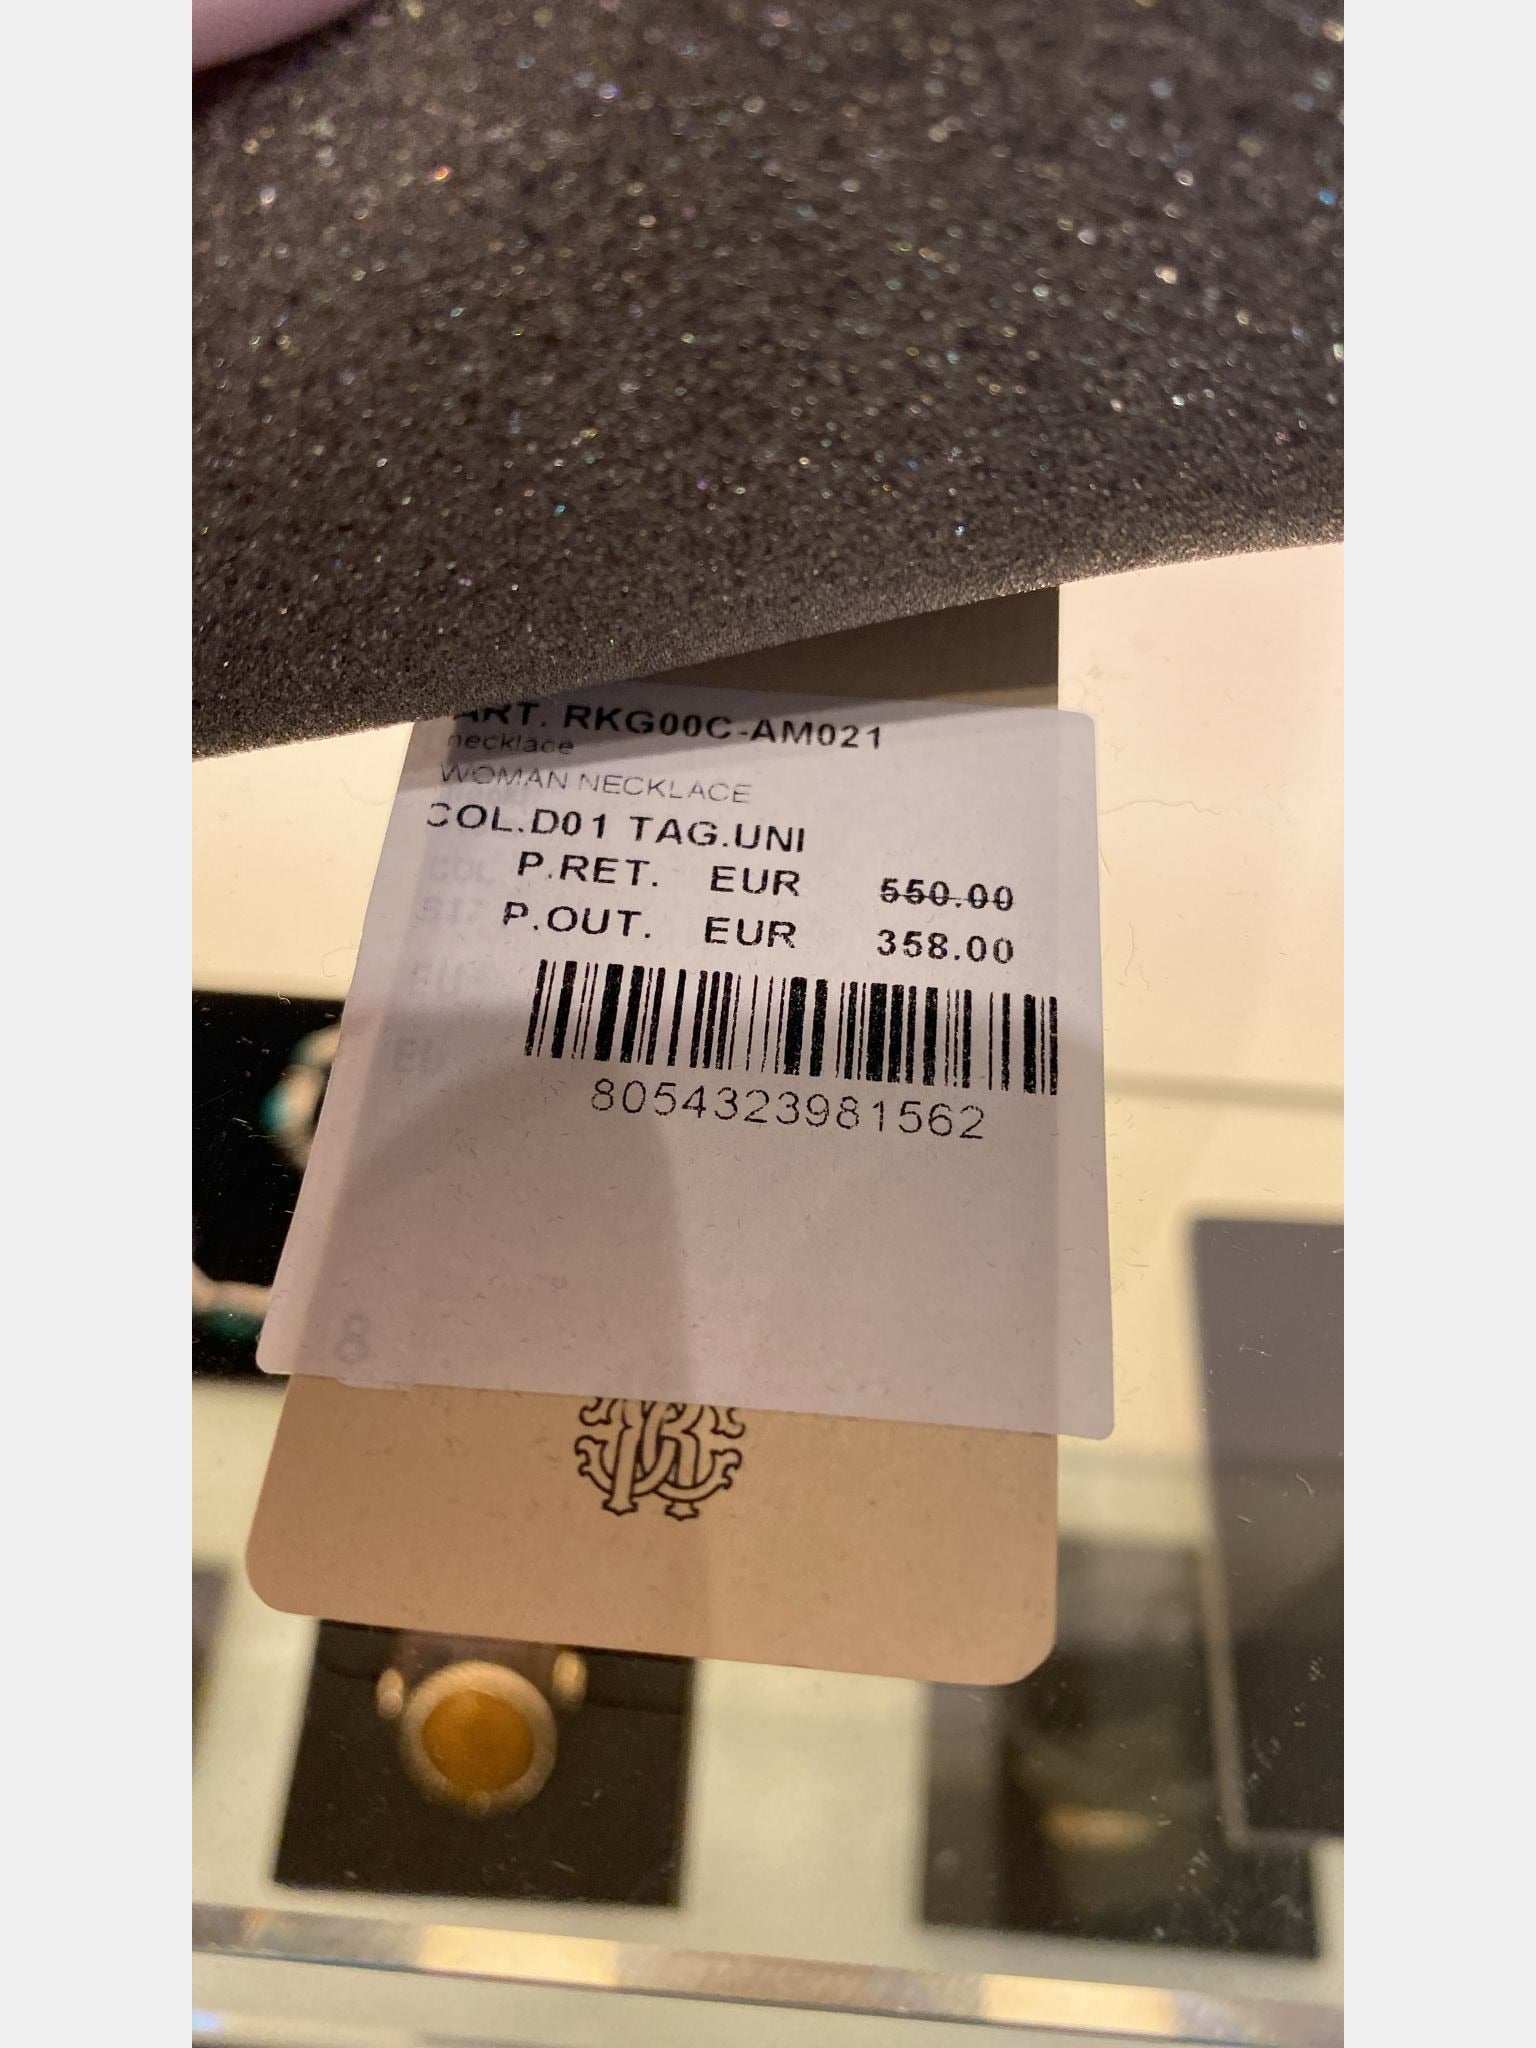 ART. RKG00C-AM021
necklace
WOMAN NECKLACE
COL.D01 TAG.UNI
P.RET. EUR 550.00
P.OUT. EUR 358.00
8054323981562